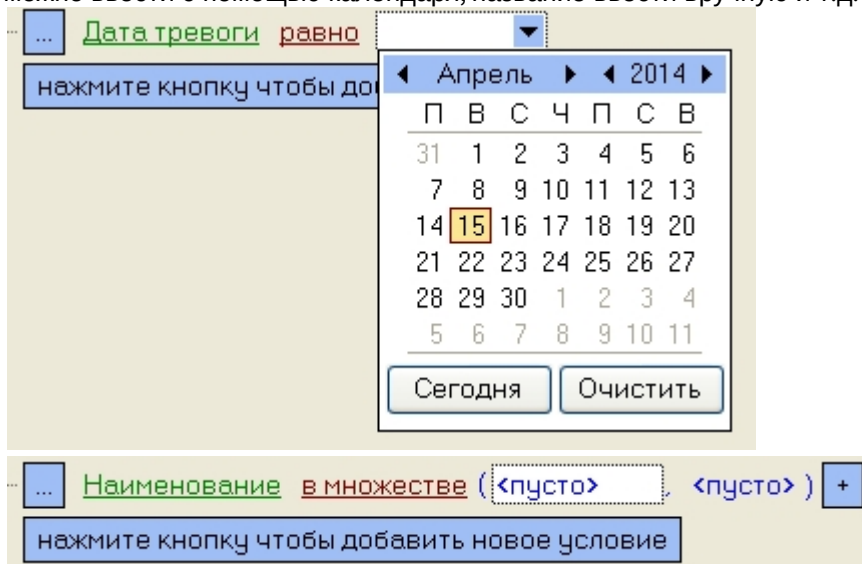 ... Дата тревоги равно
нажмите кнопку чтобы до
Апрель 2014
П В С Ч П С В
31 1 2 3 4 5 6
7 8 9 10 11 12 13
14 15 16 17 18 19 20
21 22 23 24 25 26 27
28 29 30 1 2 3 4
5 6 7 8 9 10 11
Сегодня Очистить
... Наименование в множестве ( <пусто> , <пусто> ) +
нажмите кнопку чтобы добавить новое условие